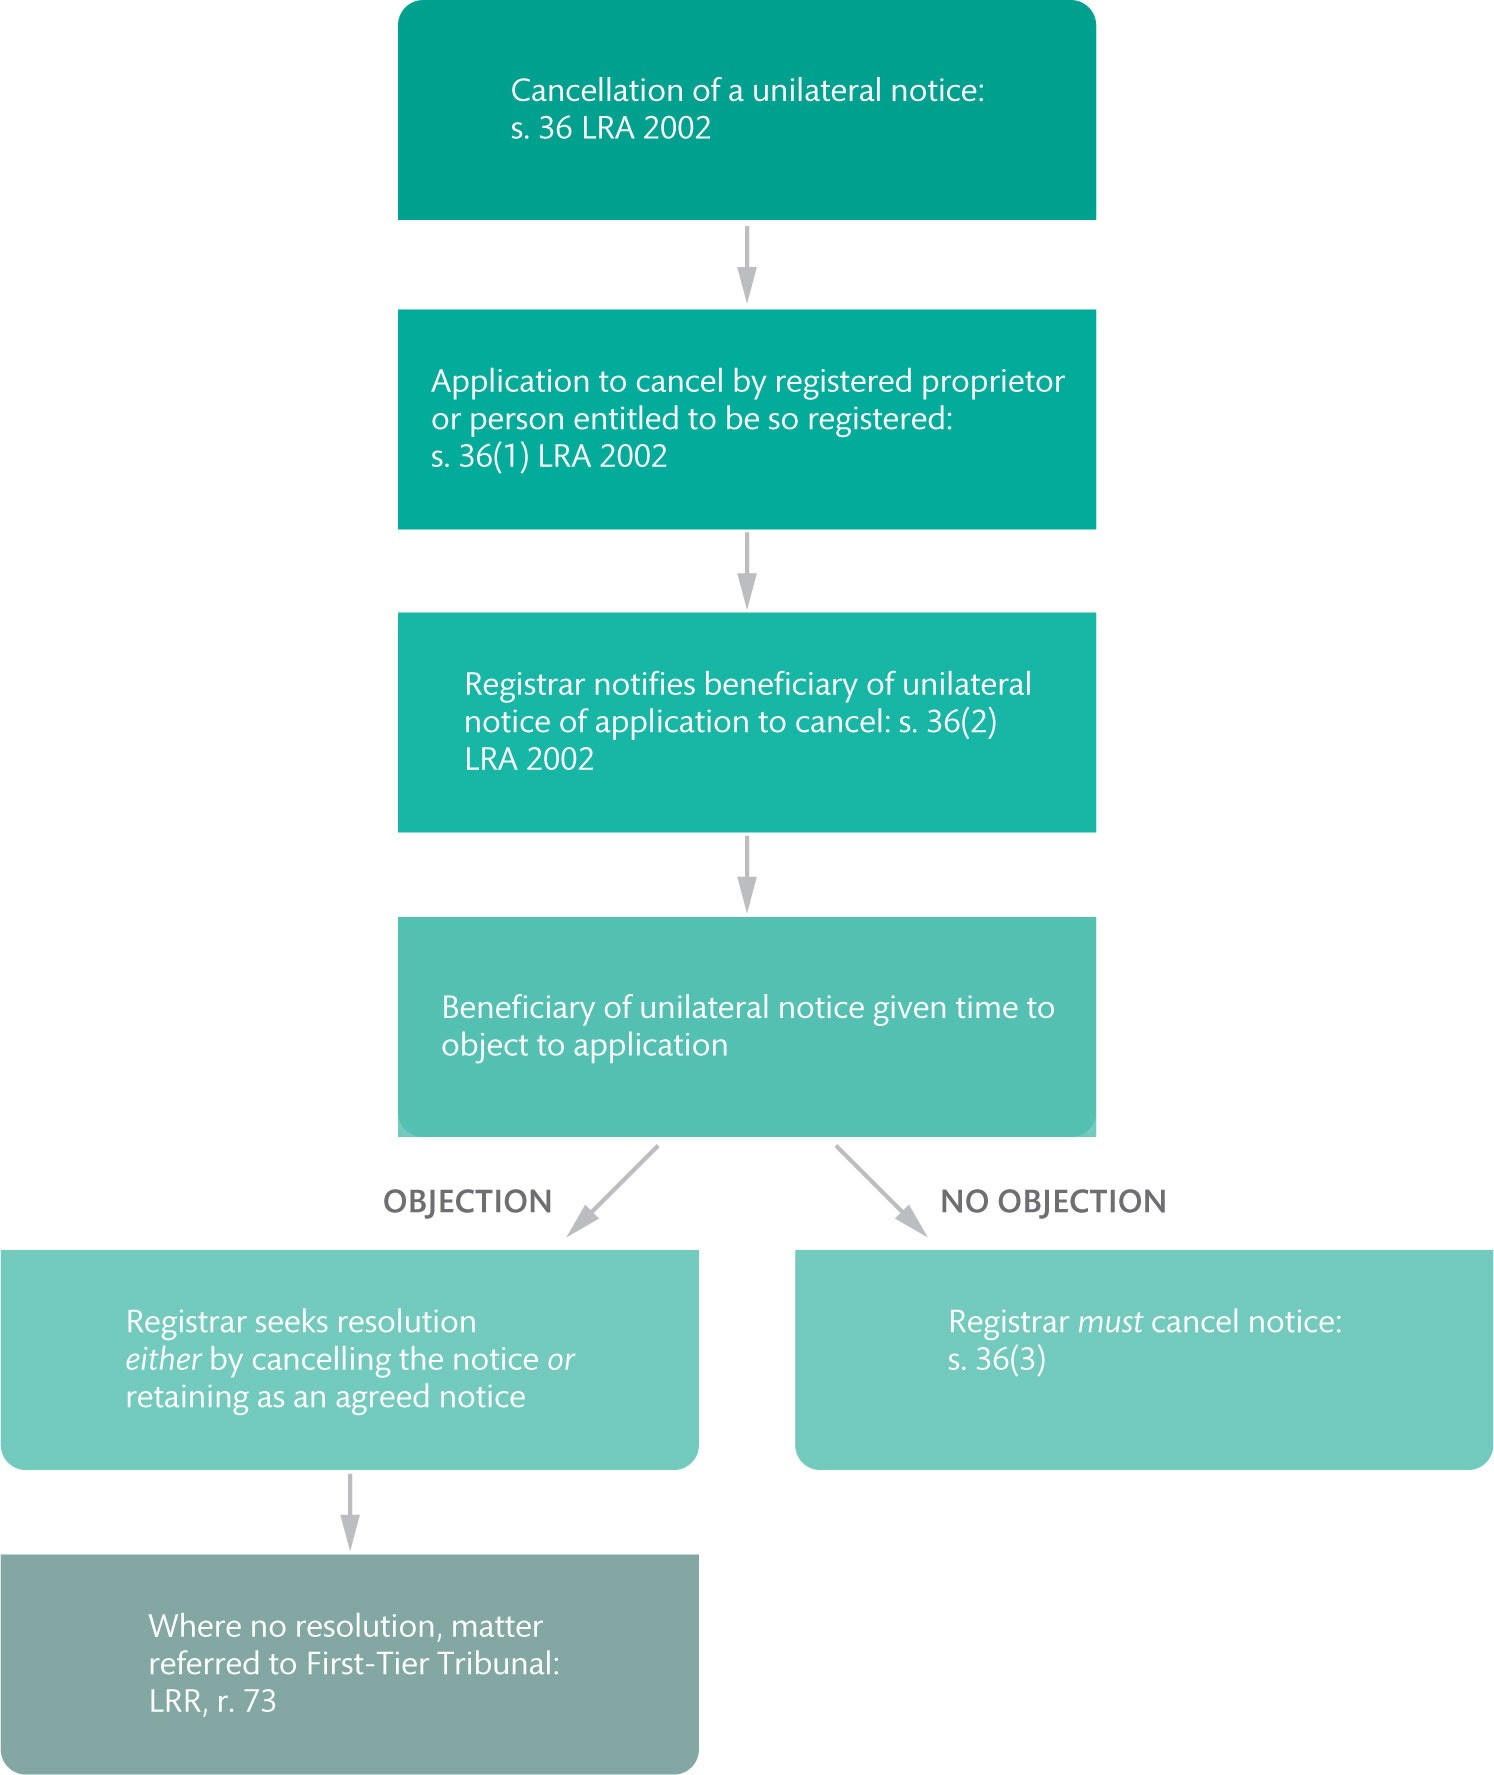 Cancellation of a unilateral notice:
s. 36 LRA 2002
Application to cancel by registered proprietor
or person entitled to be so registered:
s. 36(1) LRA 2002
Registrar notifies beneficiary of unilateral
notice of application to cancel: s. 36(2)
LRA 2002
Beneficiary of unilateral notice given time to
object to application
OBJECTION
NO OBJECTION
Registrar seeks resolution
either by cancelling the notice or
retaining as an agreed notice
Registrar must cancel notice:
s. 36(3)
Where no resolution, matter
referred to First-Tier Tribunal:
LRR, r. 73